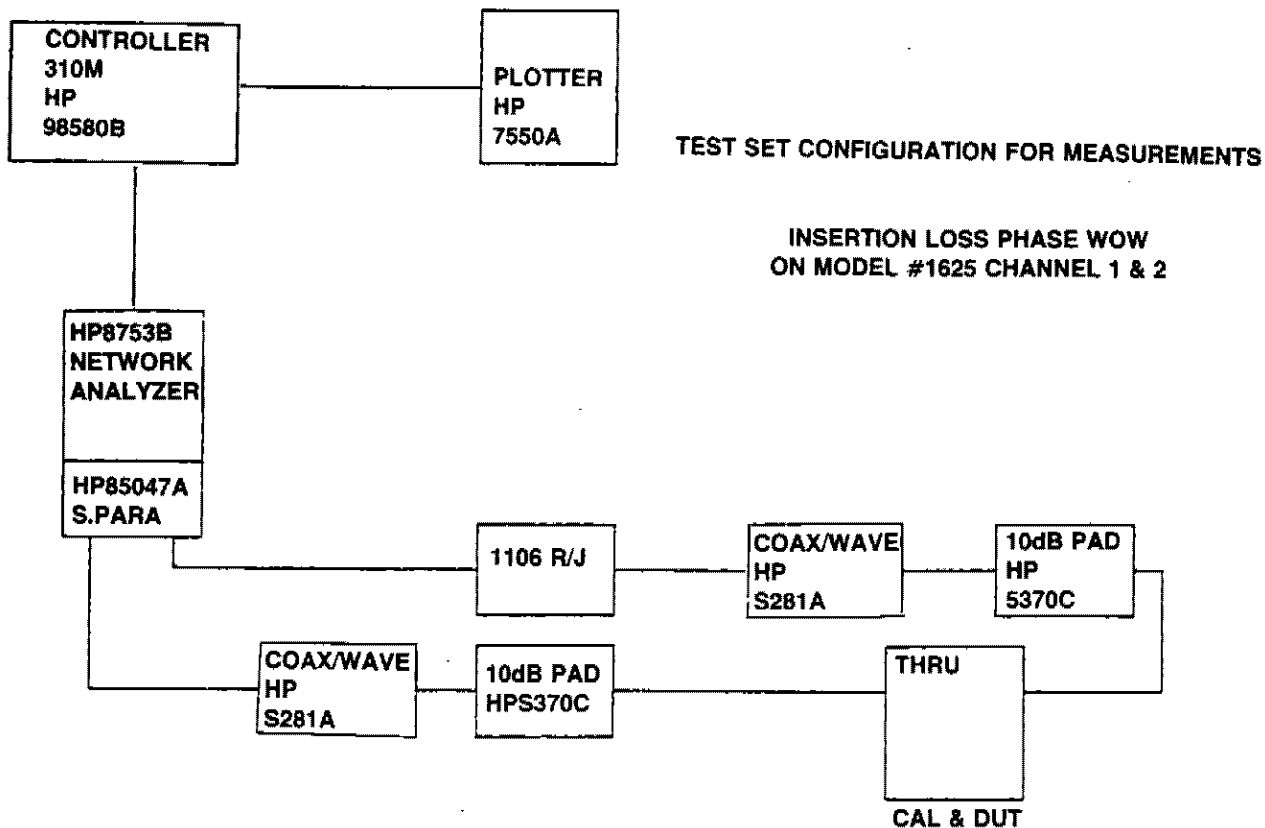 CONTROLLER
310M
HP
98580B
PLOTTER
HP
7550A
TEST SET CONFIGURATION FOR MEASUREMENTS
INSERTION LOSS PHASE WOW
ON MODEL #1625 CHANNEL 1 & 2
HP8753B
NETWORK
ANALYZER
HP85047A
S.PARA
1106 R/J
COAX/WAVE
HP
S281A
10dB PAD
HP
5370C
COAX/WAVE
HP
S281A
10dB PAD
HPS370C
THRU
CAL & DUT